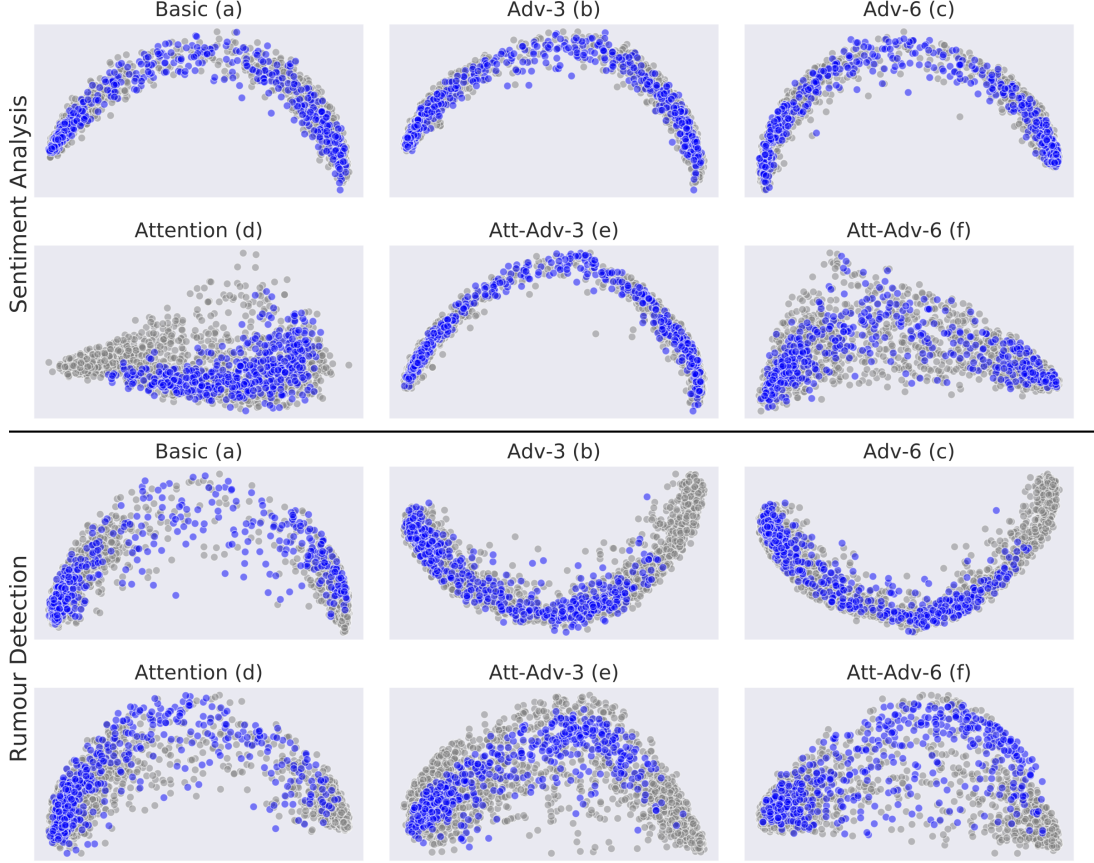 Basic (a) Adv-3 (b) Adv-6 (c)
Sentiment Analysis
Attention (d) Att-Adv-3 (e) Att-Adv-6 (f)
Basic (a) Adv-3 (b) Adv-6 (c)
Rumour Detection
Attention (d) Att-Adv-3 (e) Att-Adv-6 (f)